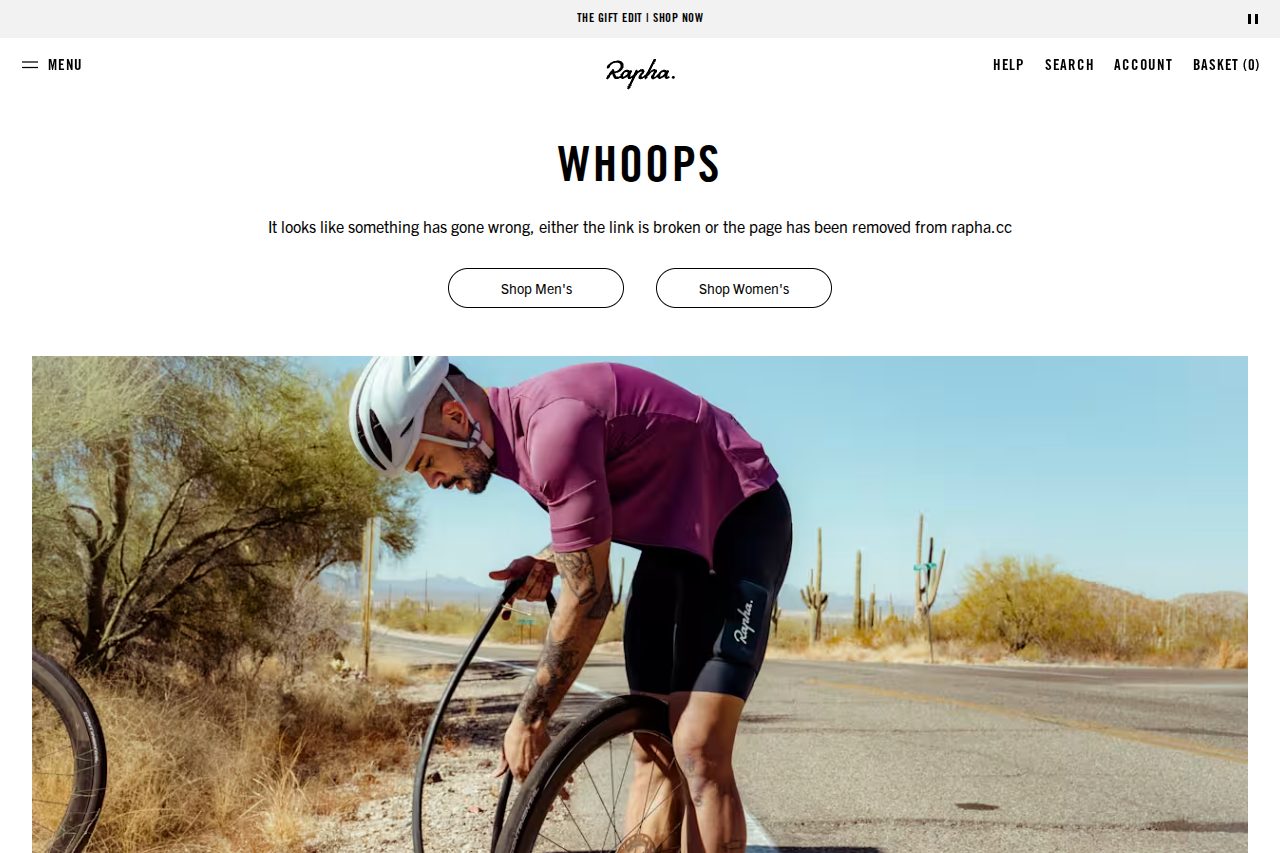 THE GIFT EDIT | SHOP NOW
MENU
Rapha.
HELP
SEARCH
ACCOUNT
BASKET (0)
WHOOPS
It looks like something has gone wrong, either the link is broken or the page has been removed from rapha.cc
Shop Men's
Shop Women's
Rapha.